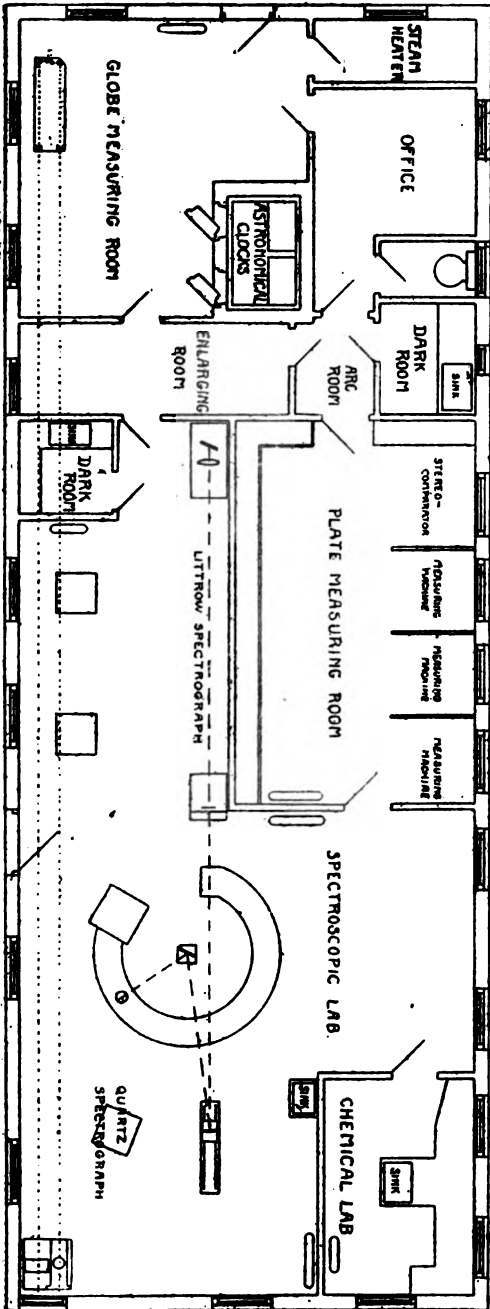 STEAM
HEATER
OFFICE
GLOBE MEASURING ROOM
ASTRONOMICAL
CLOCKS
DARK
ROOM
SINK
ENLARGING
ROOM
ARC
ROOM
DARK
ROOM
STEREO-
COMPARATOR
MEASURING
MACHINE
MEASURING
MACHINE
MEASURING
MACHINE
PLATE MEASURING ROOM
LITTROW SPECTROGRAPH
SPECTROSCOPIC LAB.
QUARTZ
SPECTROGRAPH
SINK
CHEMICAL LAB
SINK